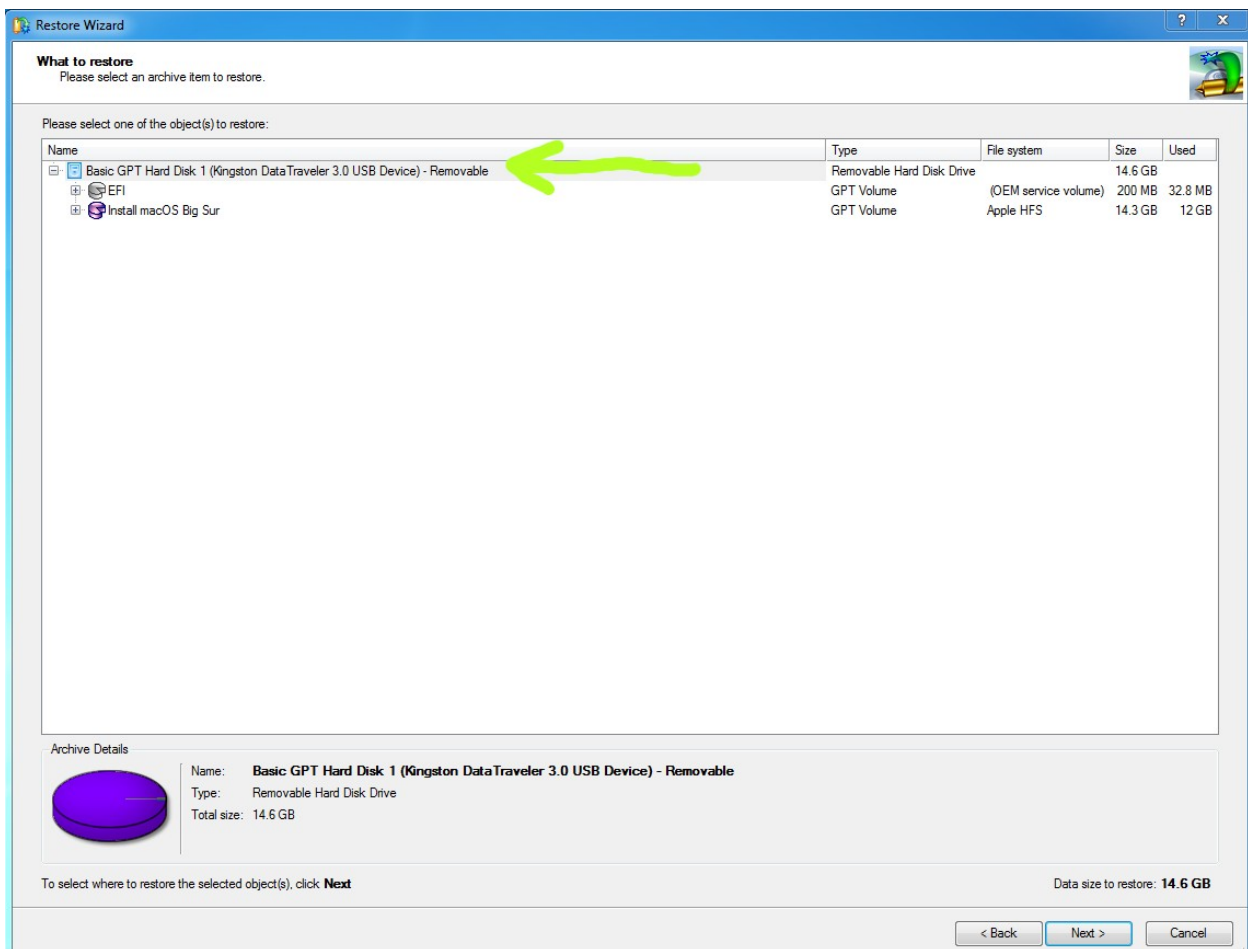 Restore Wizard
What to restore
Please select an archive item to restore.
Please select one of the object(s) to restore:
Name Type File system Size Used
Basic GPT Hard Disk 1 (Kingston DataTraveler 3.0 USB Device) - Removable Removable Hard Disk Drive 14.6 GB
EFI GPT Volume (OEM service volume) 200 MB 32.8 MB
Install macOS Big Sur GPT Volume Apple HFS 14.3 GB 12 GB
Archive Details
Name: Basic GPT Hard Disk 1 (Kingston DataTraveler 3.0 USB Device) - Removable
Type: Removable Hard Disk Drive
Total size: 14.6 GB
To select where to restore the selected object(s), click Next Data size to restore: 14.6 GB
< Back Next > Cancel